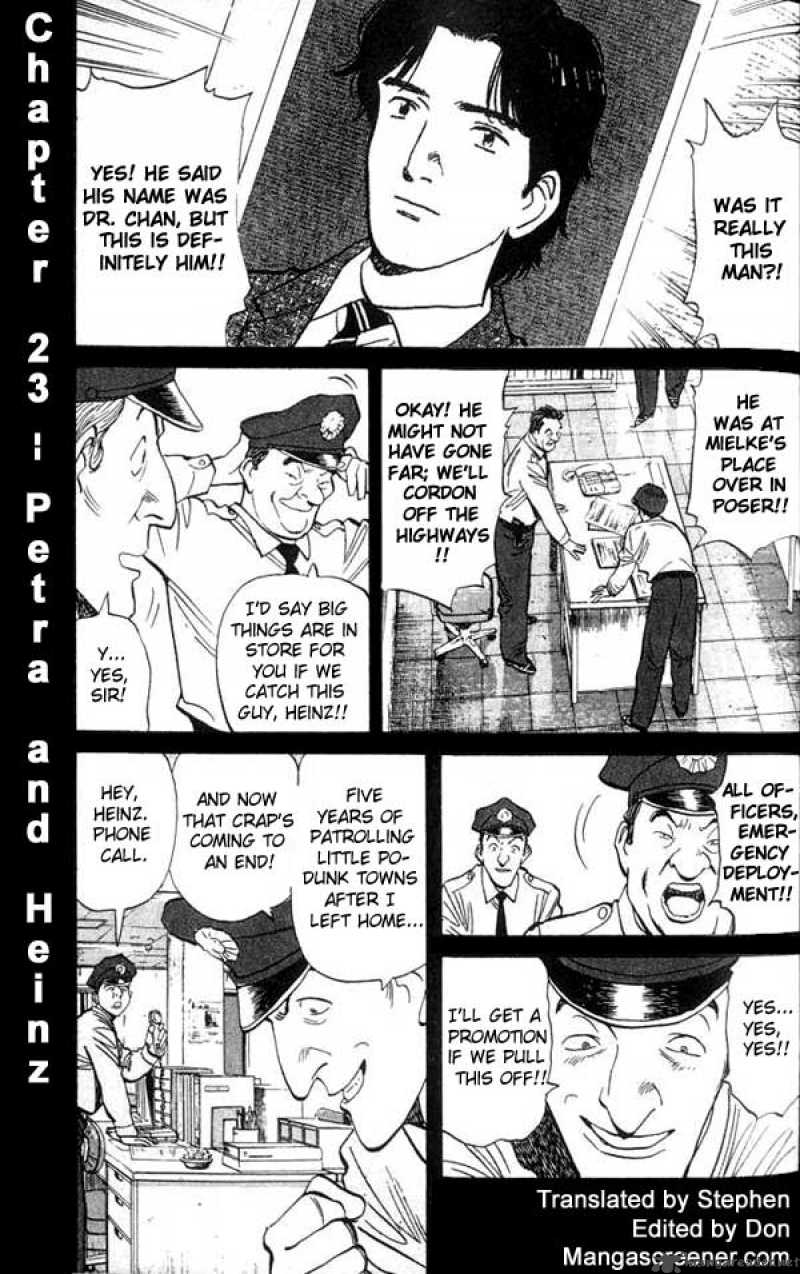 Chapter 23 - Petra and Heinz
WAS IT
REALLY
THIS
MAN?!
YES! HE SAID
HIS NAME WAS
DR. CHAN, BUT
THIS IS DEF-
INITELY HIM!!
HE
WAS AT
MIELKE'S
PLACE
OVER IN
POSER!!
OKAY! HE
MIGHT NOT
HAVE GONE
FAR; WE'LL
CORDON
OFF THE
HIGHWAYS
!!
I'D SAY BIG
THINGS ARE IN
STORE FOR
YOU IF WE
CATCH THIS
GUY, HEINZ!!
Y...
YES,
SIR!
ALL OF-
FICERS,
EMER-
GENCY
DEPLOY-
MENT!!
YES...
YES,
YES!!
I'LL GET A
PROMOTION
IF WE PULL
THIS OFF!!
FIVE
YEARS OF
PATROLLING
LITTLE PO-
DUNK TOWNS
AFTER I
LEFT HOME...
AND NOW
THAT CRAP'S
COMING TO
AN END!
HEY,
HEINZ.
PHONE
CALL.
Translated by Stephen
Edited by Don
Mangascreener.com
mangareader.net